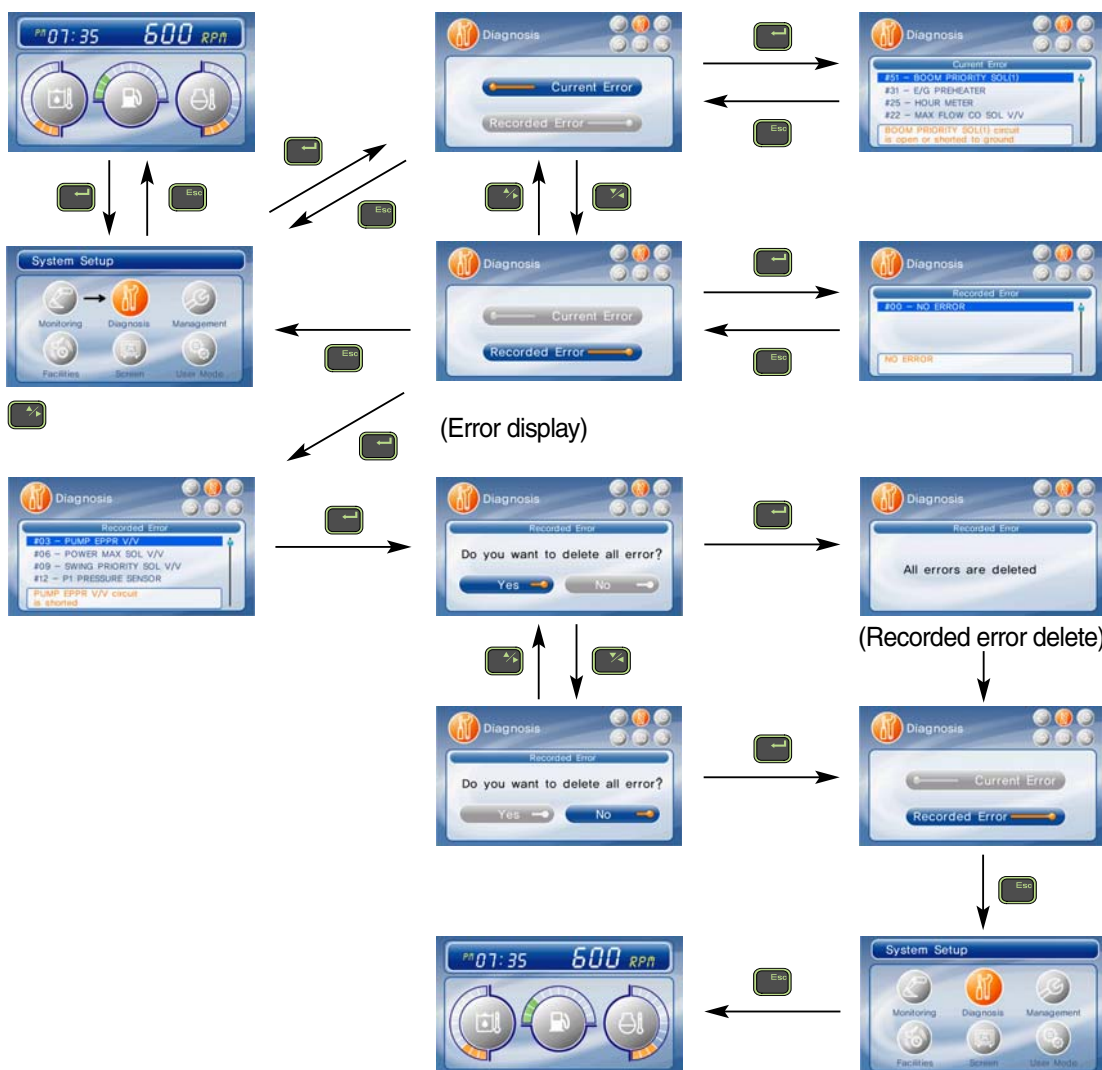 PM 07:35 600 RPM
Diagnosis
Current Error
Recorded Error
Esc
Diagnosis
Current Error
#51 - BOOM PRIORITY SOL(1)
#31 - E/G PREHEATER
#25 - HOUR METER
#22 - MAX FLOW CO SOL V/V
BOOM PRIORITY SOL(1) circuit
is open or shorted to ground
Esc
Esc
System Setup
Monitoring Diagnosis Management
Facilities Screen User Mode
Diagnosis
Current Error
Recorded Error
Esc
Esc
Diagnosis
Recorded Error
#00 - NO ERROR
NO ERROR
(Error display)
Diagnosis
Recorded Error
#03 - PUMP EPPR V/V
#06 - POWER MAX SOL V/V
#09 - SWING PRIORITY SOL V/V
#12 - P1 PRESSURE SENSOR
PUMP EPPR V/V circuit
is shorted
Diagnosis
Recorded Error
Do you want to delete all error?
Yes No
Diagnosis
Recorded Error
All errors are deleted
(Recorded error delete)
Diagnosis
Recorded Error
Do you want to delete all error?
Yes No
Diagnosis
Current Error
Recorded Error
Esc
PM 07:35 600 RPM
Esc
System Setup
Monitoring Diagnosis Management
Facilities Screen User Mode